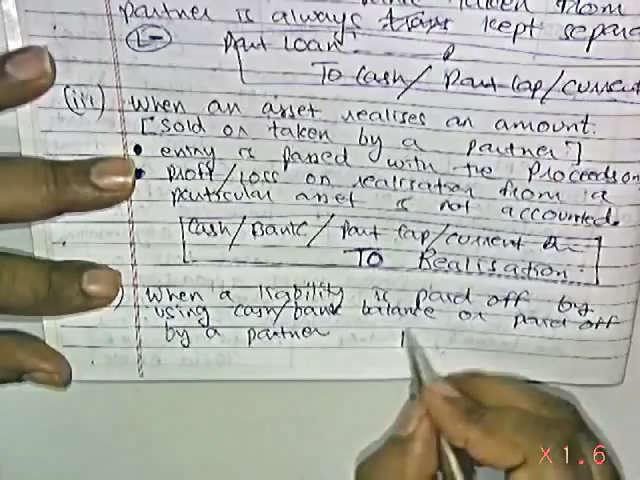 taken from
partner is always kept separ
L- Part Loan
To Cash/ Part Cap/current
(iii) when an asset realises an amount.
[sold or taken by a partner]
• entry is passed with the Proceeds on
• profit/Loss on realisation from a
particular asset is not accounted.
Cash/Bank/ Part Cap/current a
TO Realisation.
) When a liability is paid off by
using cash/bank balance or paid off
by a partner
X1.6